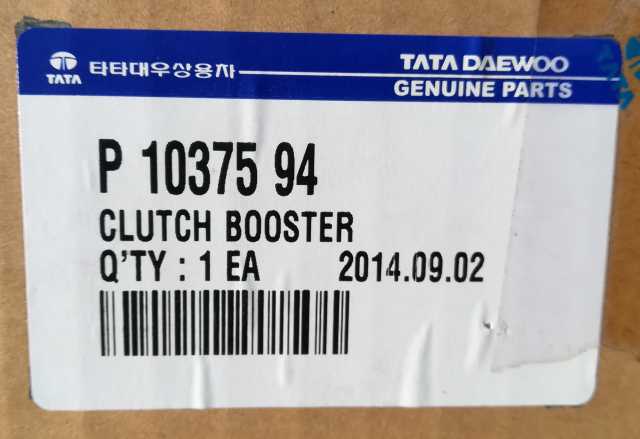 TATA 타타대우상용차 TATA DAEWOO
GENUINE PARTS
P 10375 94
CLUTCH BOOSTER
Q'TY : 1 EA 2014.09.02